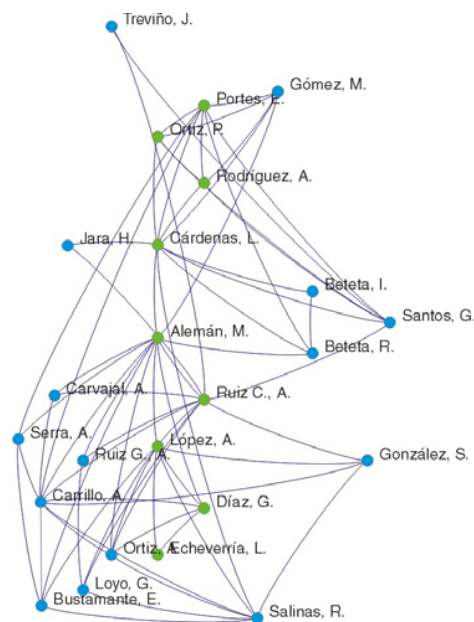 Treviño, J.
Gómez, M.
Portes, E.
Ortiz, P.
Rodríguez, A.
Jara, H.
Cárdenas, L.
Beteta, I.
Santos, G.
Alemán, M.
Beteta, R.
Carvajal, A.
Ruiz C., A.
Serra, A.
López, A.
Ruiz G., A.
González, S.
Carrillo, A.
Díaz, G.
Ortiz, A.
Echeverría, L.
Loyo, G.
Bustamante, E.
Salinas, R.